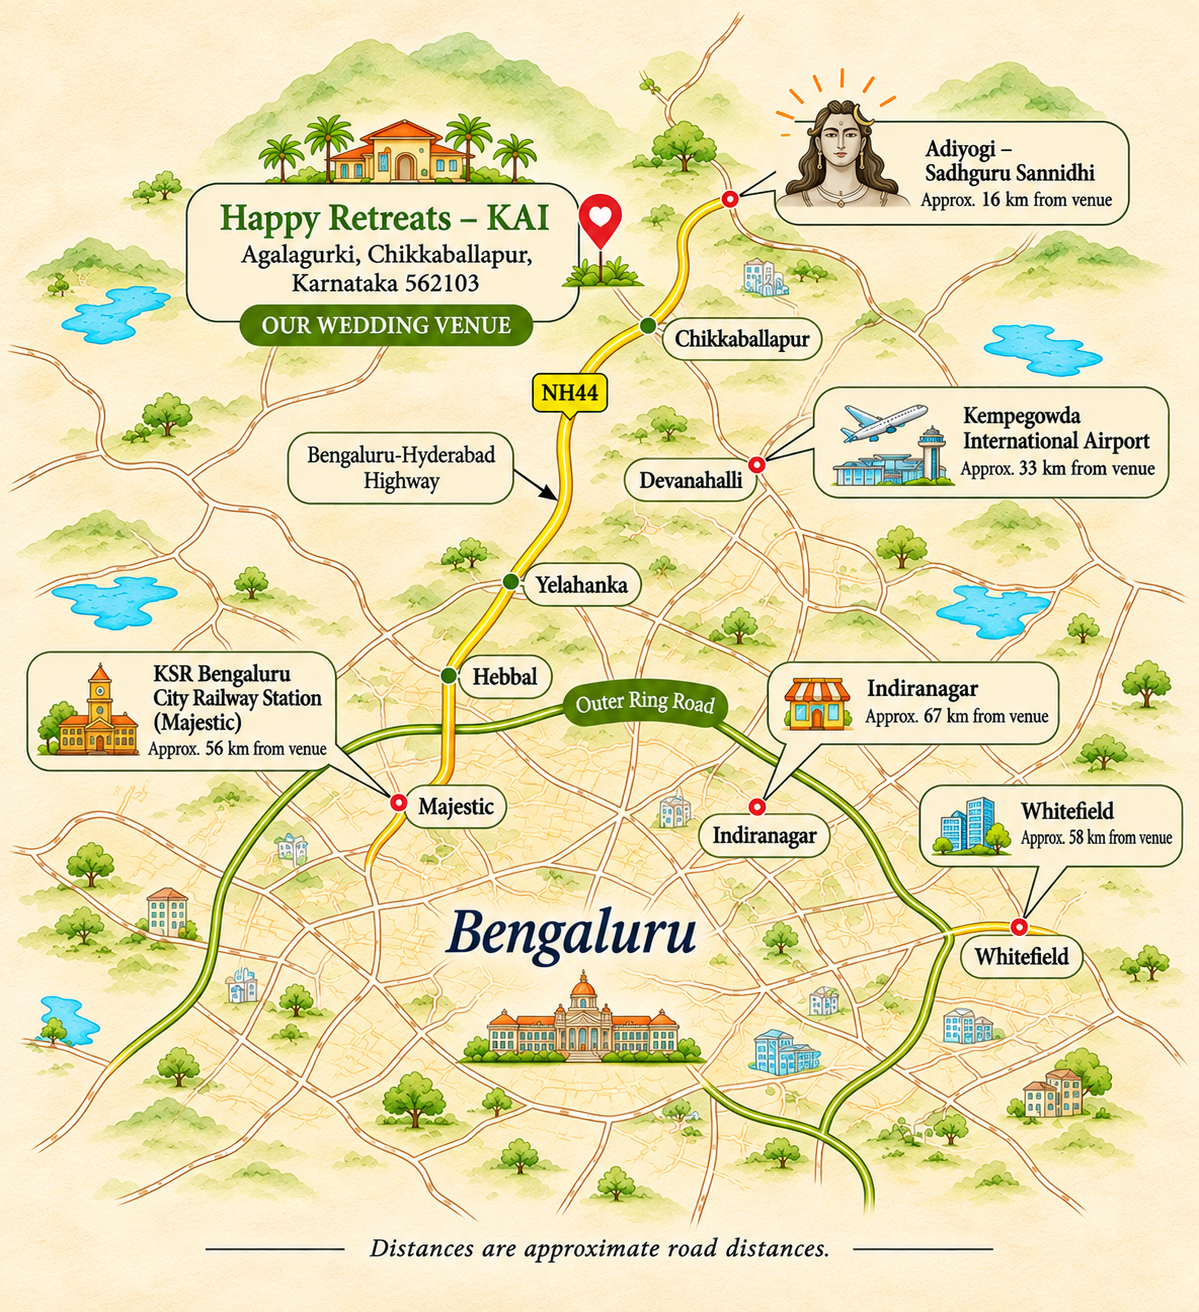 Adiyogi –
Sadhguru Sannidhi
Approx. 16 km from venue
Happy Retreats – KAI
Agalagurki, Chikkaballapur,
Karnataka 562103
OUR WEDDING VENUE
Chikkaballapur
NH44
Bengaluru-Hyderabad
Highway
Kempegowda
International Airport
Approx. 33 km from venue
Devanahalli
Yelahanka
Hebbal
KSR Bengaluru
City Railway Station
(Majestic)
Approx. 56 km from venue
Outer Ring Road
Indiranagar
Approx. 67 km from venue
Majestic
Indiranagar
Whitefield
Approx. 58 km from venue
Bengaluru
Whitefield
Distances are approximate road distances.